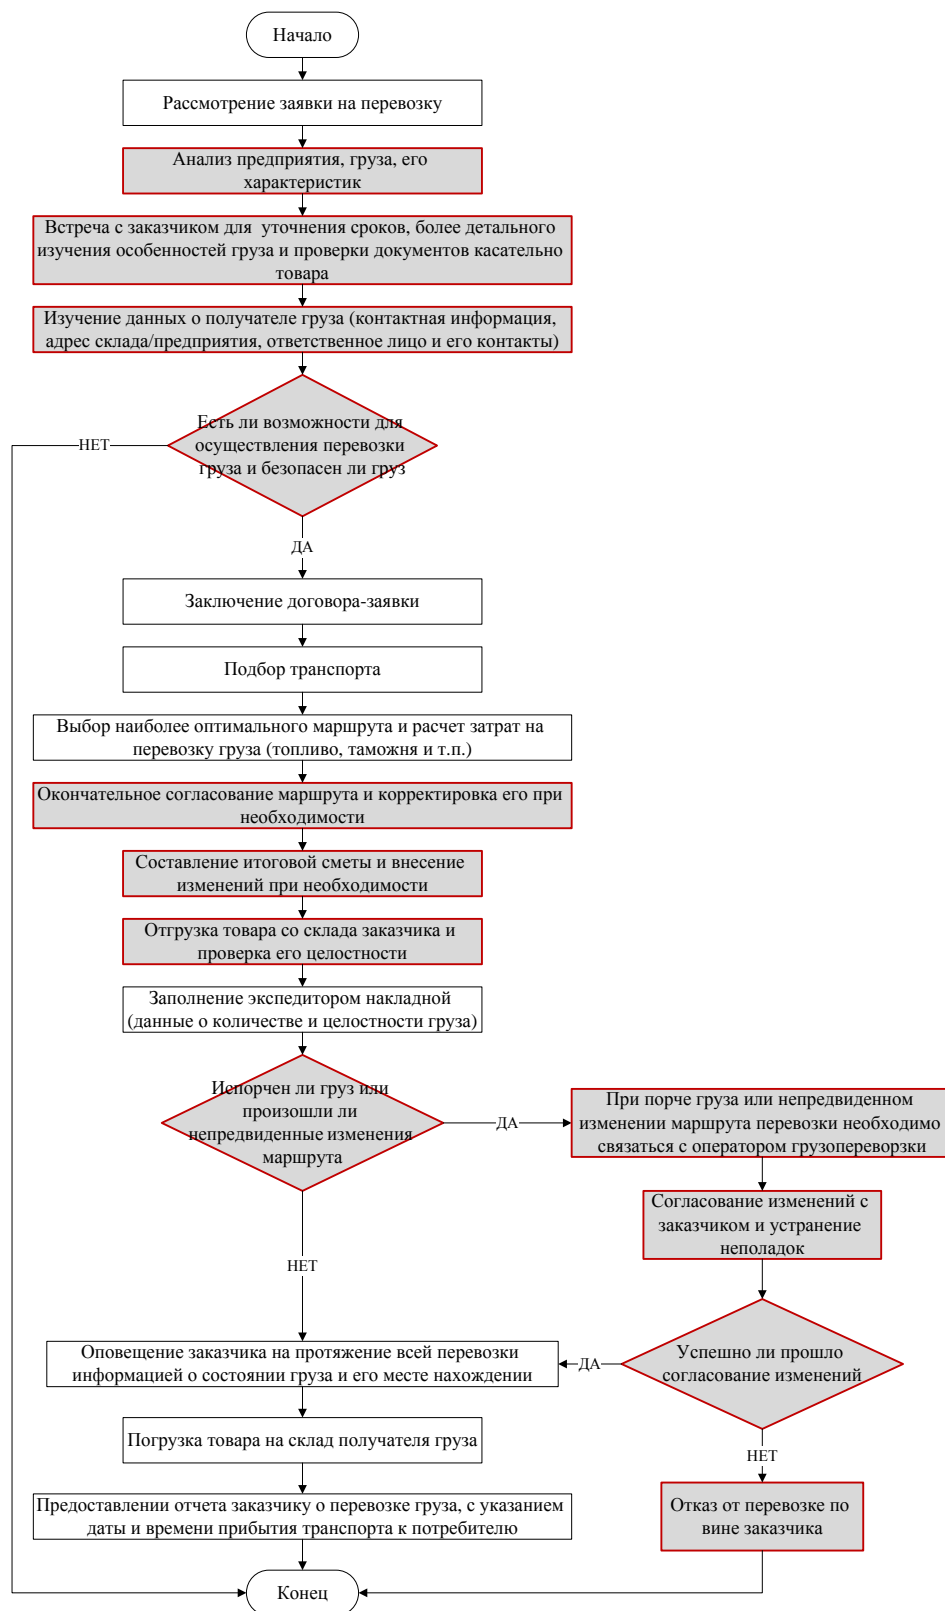 Начало
Рассмотрение заявки на перевозку
Анализ предприятия, груза, его
характеристик
Встреча с заказчиком для уточнения сроков, более детального
изучения особенностей груза и проверки документов касательно
товара
Изучение данных о получателе груза (контактная информация,
адрес склада/предприятия, ответственное лицо и его контакты)
Есть ли возможности для
осуществления перевозки
груза и безопасен ли груз
НЕТ
ДА
Заключение договора-заявки
Подбор транспорта
Выбор наиболее оптимального маршрута и расчет затрат на
перевозку груза (топливо, таможня и т.п.)
Окончательное согласование маршрута и корректировка его при
необходимости
Составление итоговой сметы и внесение
изменений при необходимости
Отгрузка товара со склада заказчика и
проверка его целостности
Заполнение экспедитором накладной
(данные о количестве и целостности груза)
Испорчен ли груз или
произошли ли
непредвиденные изменения
маршрута
ДА
При порче груза или непредвиденном
изменении маршрута перевозки необходимо
связаться с оператором грузопереворзки
Согласование изменений с
заказчиком и устранение
неполадок
НЕТ
Успешно ли прошло
согласование изменений
ДА
Оповещение заказчика на протяжение всей перевозки
информацией о состоянии груза и его месте нахождении
Погрузка товара на склад получателя груза
НЕТ
Предоставлении отчета заказчику о перевозке груза, с указанием
даты и времени прибытия транспорта к потребителю
Отказ от перевозке по
вине заказчика
Конец